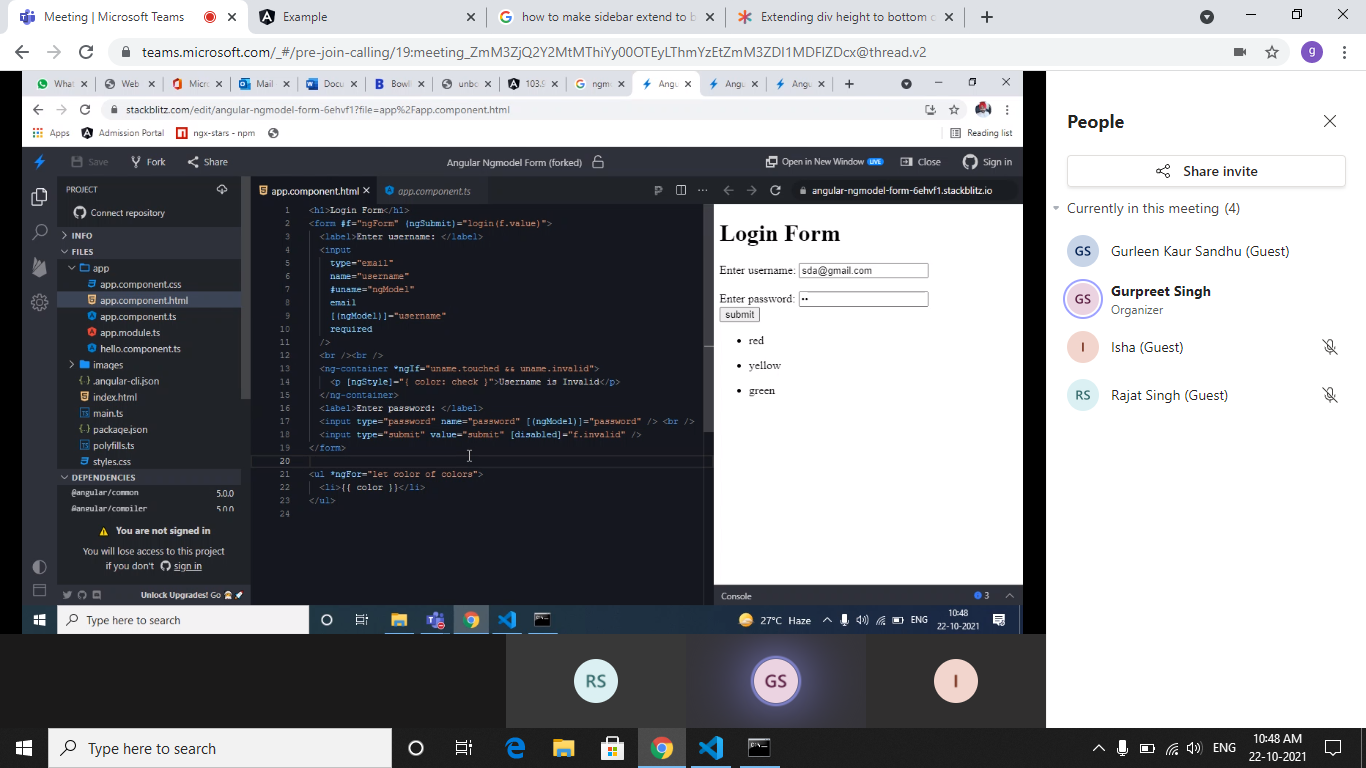 Meeting | Microsoft Teams
Example
how to make sidebar extend to b
Extending div height to bottom o
teams.microsoft.com/_#/pre-join-calling/19:meeting_ZmM3ZjQ2Y2MtMThiYy00OTEyLThmYzEtZmM3ZDI1MDFlZDcx@thread.v2
g
What
Web
Micro
Mail
Docu
Bowli
unbo
103.9
ngm
Angu
Angu
Angu
stackblitz.com/edit/angular-ngmodel-form-6ehvf1?file=app%2Fapp.component.html
Apps
Admission Portal
ngx-stars - npm
Reading list
Save
Fork
Share
Angular Ngmodel Form (forked)
Open in New Window LIVE
Close
Sign in
PROJECT
Connect repository
INFO
FILES
app
app.component.css
app.component.html
app.component.ts
app.module.ts
hello.component.ts
images
.angular-cli.json
index.html
main.ts
package.json
polyfills.ts
styles.css
DEPENDENCIES
@angular/common 5.0.0
@angular/compiler 5.0.0
You are not signed in
You will lose access to this project
if you don't sign in
Unlock Upgrades! Go
app.component.html
app.component.ts
1 <h1>Login Form</h1>
2 <form #f="ngForm" (ngSubmit)="login(f.value)">
3 <label>Enter username: </label>
4 <input
5 type="email"
6 name="username"
7 #uname="ngModel"
8 email
9 [(ngModel)]="username"
10 required
11 />
12 <br /><br />
13 <ng-container *ngIf="uname.touched && uname.invalid">
14 <p [ngStyle]="{ color: check }">Username is Invalid</p>
15 </ng-container>
16 <label>Enter password: </label>
17 <input type="password" name="password" [(ngModel)]="password" /> <br />
18 <input type="submit" value="submit" [disabled]="f.invalid" />
19 </form>
20
21 <ul *ngFor="let color of colors">
22 <li>{{ color }}</li>
23 </ul>
24
angular-ngmodel-form-6ehvf1.stackblitz.io
Login Form
Enter username: sda@gmail.com
Enter password: ••
submit
• red
• yellow
• green
Console
3
Type here to search
27°C Haze
ENG
10:48
22-10-2021
RS
GS
I
People
Share invite
Currently in this meeting (4)
GS
Gurleen Kaur Sandhu (Guest)
GS
Gurpreet Singh
Organizer
I
Isha (Guest)
RS
Rajat Singh (Guest)
Type here to search
ENG
10:48 AM
22-10-2021